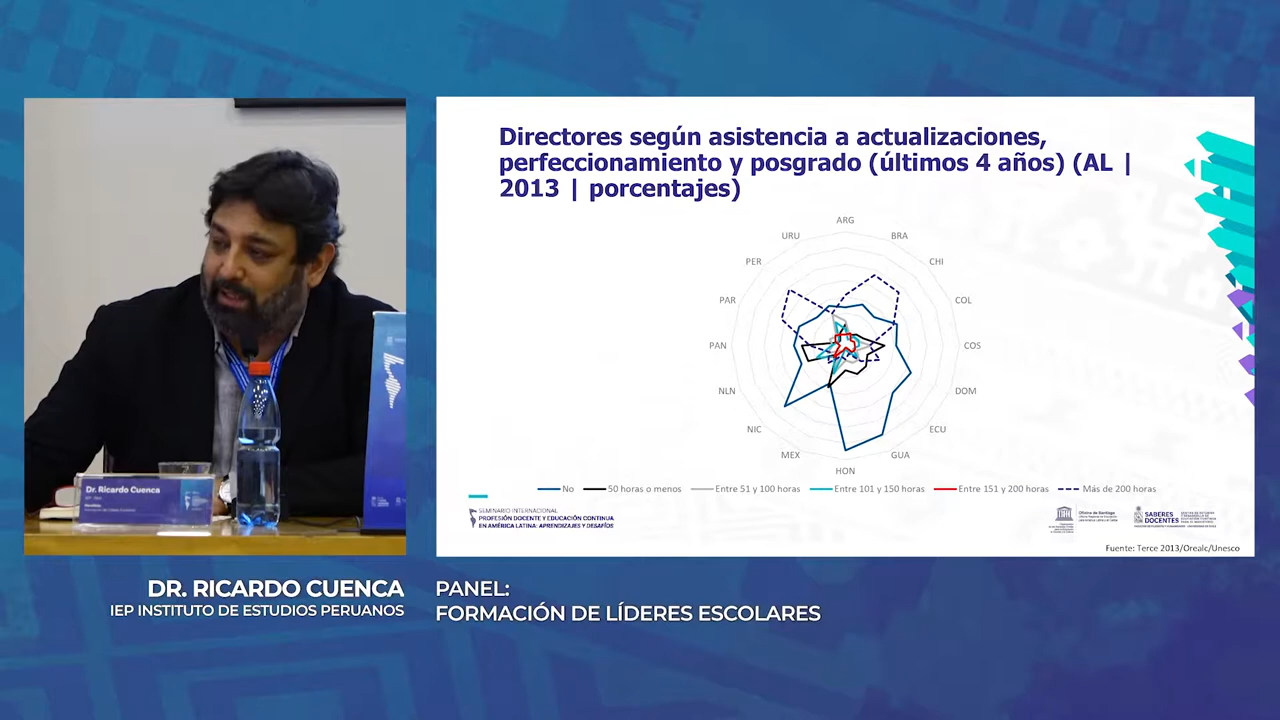 Directores según asistencia a actualizaciones,
perfeccionamiento y posgrado (últimos 4 años) (AL |
2013 | porcentajes)
ARG
BRA
CHI
COL
COS
DOM
ECU
GUA
HON
MEX
NIC
NLN
PAN
PAR
PER
URU
No
50 horas o menos
Entre 51 y 100 horas
Entre 101 y 150 horas
Entre 151 y 200 horas
Más de 200 horas
SEMINARIO INTERNACIONAL
PROFESIÓN DOCENTE Y EDUCACIÓN CONTINUA
EN AMÉRICA LATINA: APRENDIZAJES Y DESAFÍOS
Oficina de Santiago
SABERES
DOCENTES
Fuente: Terce 2013/Orealc/Unesco
Dr. Ricardo Cuenca
DR. RICARDO CUENCA
IEP INSTITUTO DE ESTUDIOS PERUANOS
PANEL:
FORMACIÓN DE LÍDERES ESCOLARES